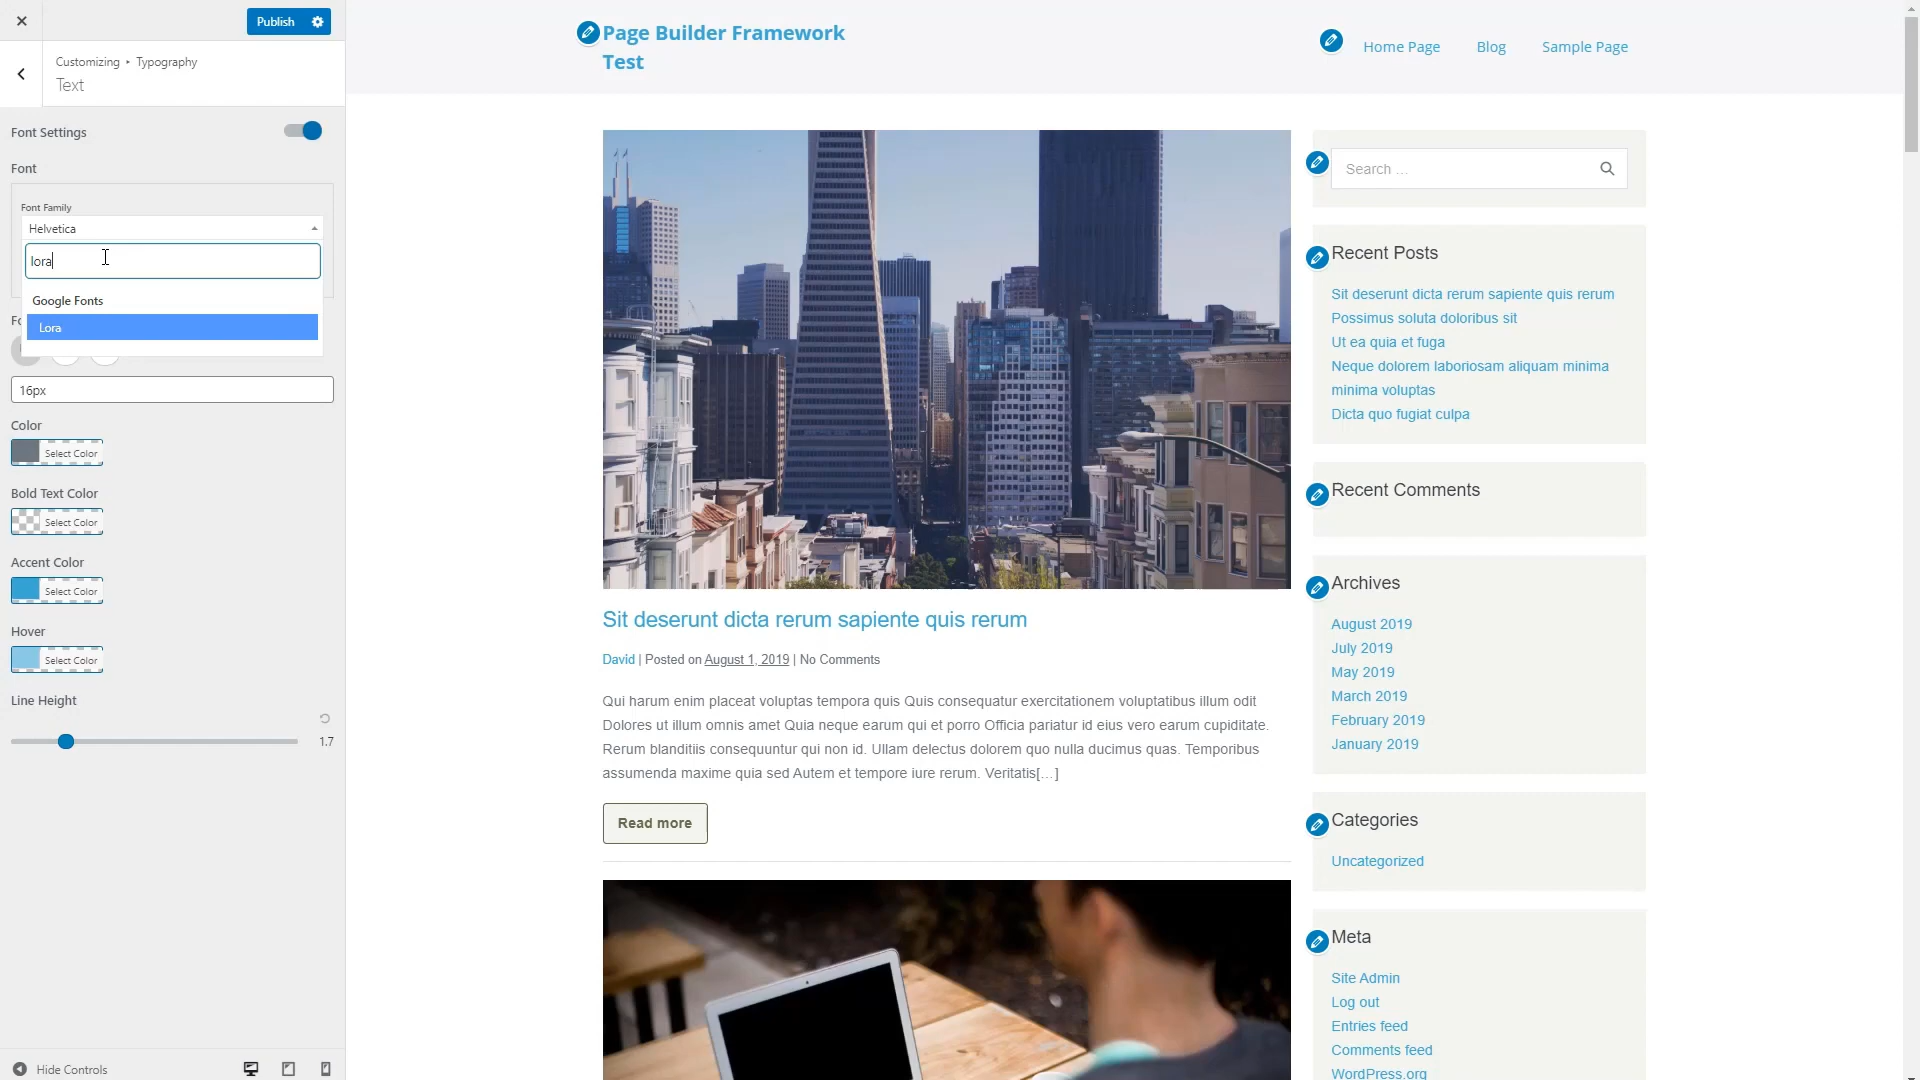 Publish
Customizing ▸ Typography
Text
Font Settings
Font
Font Family
Helvetica
lora
Google Fonts
Lora
16px
Color
Select Color
Bold Text Color
Select Color
Accent Color
Select Color
Hover
Select Color
Line Height
1.7
Hide Controls
Page Builder Framework
Test
Home Page
Blog
Sample Page
Sit deserunt dicta rerum sapiente quis rerum
David | Posted on August 1, 2019 | No Comments
Qui harum enim placeat voluptas tempora quis Quis consequatur exercitationem voluptatibus illum odit
Dolores ut illum omnis amet Quia neque earum qui et porro Officia pariatur id eius vero earum cupiditate.
Rerum blanditiis consequuntur qui non id. Ullam delectus dolorem quo nulla ducimus quas. Temporibus
assumenda maxime quia sed Autem et tempore iure rerum. Veritatis[…]
Read more
Search …
Recent Posts
Sit deserunt dicta rerum sapiente quis rerum
Possimus soluta doloribus sit
Ut ea quia et fuga
Neque dolorem laboriosam aliquam minima
minima voluptas
Dicta quo fugiat culpa
Recent Comments
Archives
August 2019
July 2019
May 2019
March 2019
February 2019
January 2019
Categories
Uncategorized
Meta
Site Admin
Log out
Entries feed
Comments feed
WordPress.org